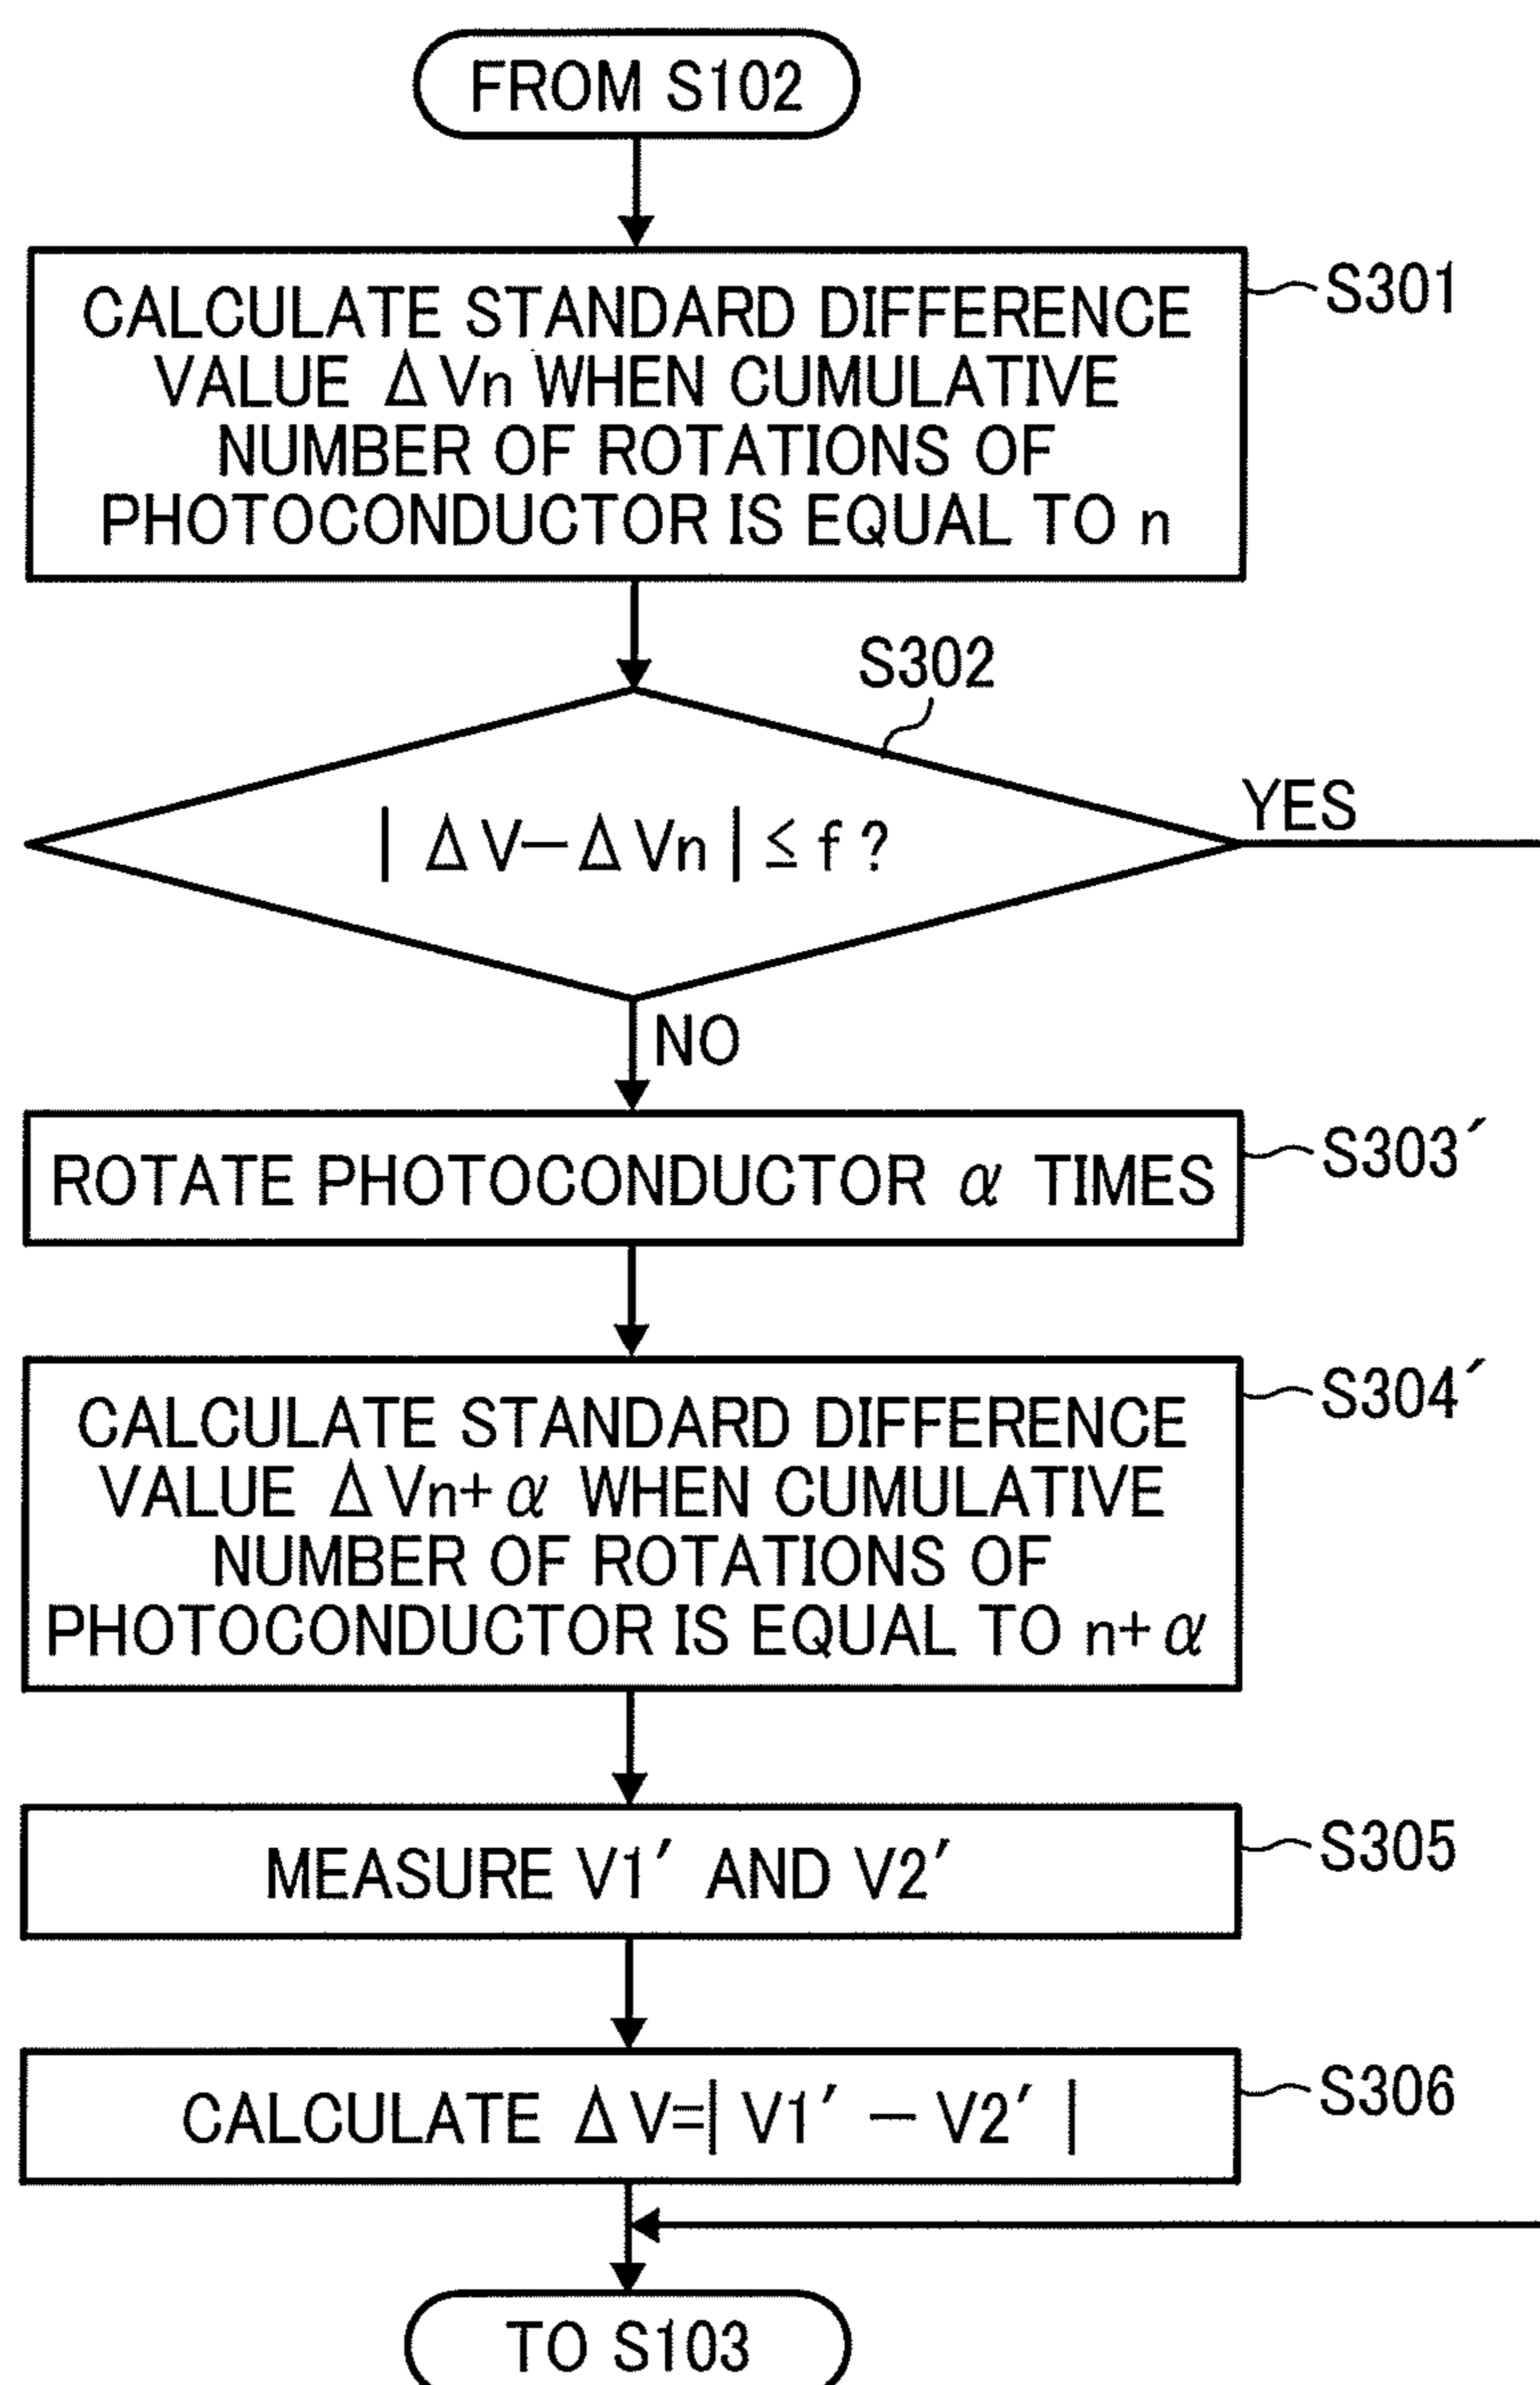 FROM S102
S301
CALCULATE STANDARD DIFFERENCE
VALUE ΔVn WHEN CUMULATIVE
NUMBER OF ROTATIONS OF
PHOTOCONDUCTOR IS EQUAL TO n
S302
| ΔV−ΔVn | ≤ f ?
YES
NO
S303´
ROTATE PHOTOCONDUCTOR α TIMES
S304´
CALCULATE STANDARD DIFFERENCE
VALUE ΔVn+α WHEN CUMULATIVE
NUMBER OF ROTATIONS OF
PHOTOCONDUCTOR IS EQUAL TO n+α
S305
MEASURE V1′ AND V2′
S306
CALCULATE ΔV=| V1′ − V2′ |
TO S103